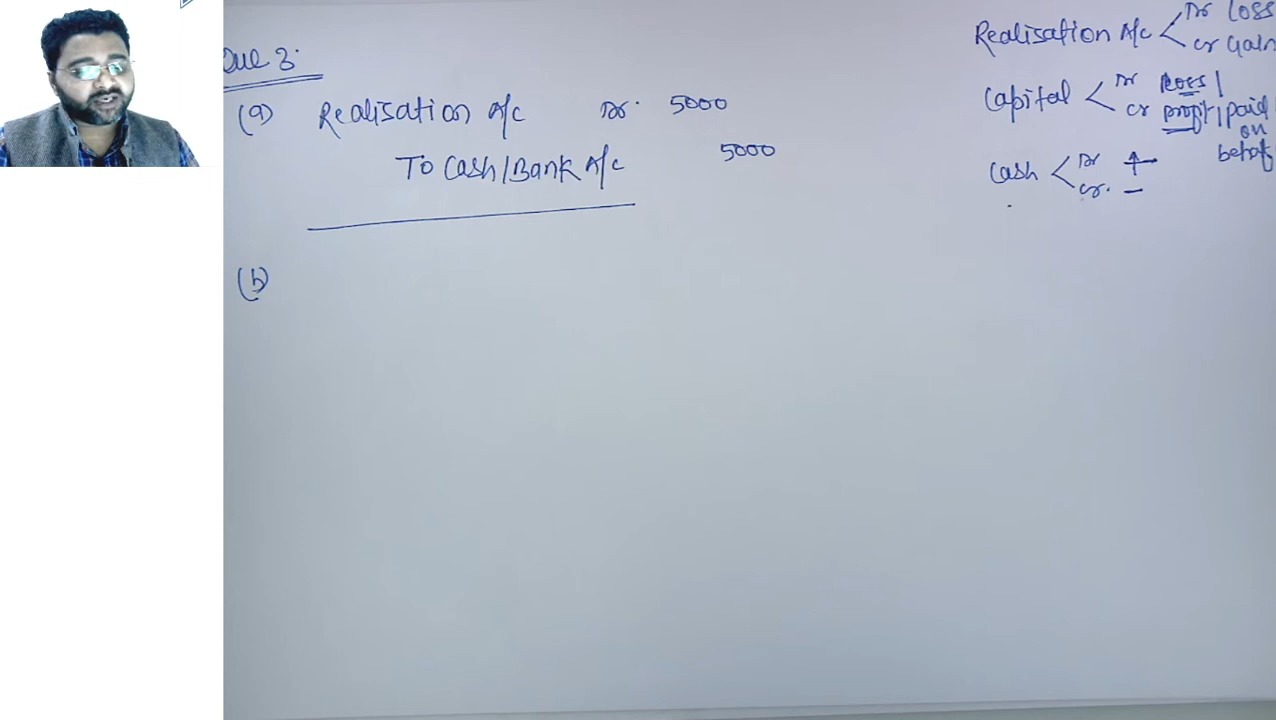 Que 3.
(a) Realisation A/c Dr. 5000
To Cash/Bank A/c 5000
(b)
Realisation A/c < Dr Loss
cr Gain
Capital < Dr Loss |
cr profit | paid
on
behalf
Cash < Dr +
cr. -